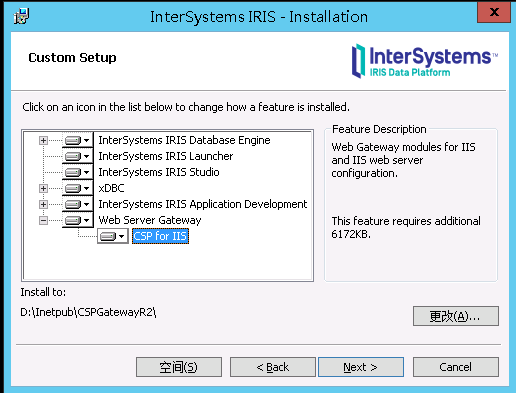 InterSystems IRIS - Installation
x
Custom Setup
InterSystems™
IRIS Data Platform
Click on an icon in the list below to change how a feature is installed.
InterSystems IRIS Database Engine
InterSystems IRIS Launcher
InterSystems IRIS Studio
xDBC
InterSystems IRIS Application Development
Web Server Gateway
CSP for IIS
Feature Description
Web Gateway modules for IIS
and IIS web server
configuration.
This feature requires additional
6172KB.
Install to:
D:\Inetpub\CSPGatewayR2\
更改(A)...
空间(S)
< Back
Next >
Cancel